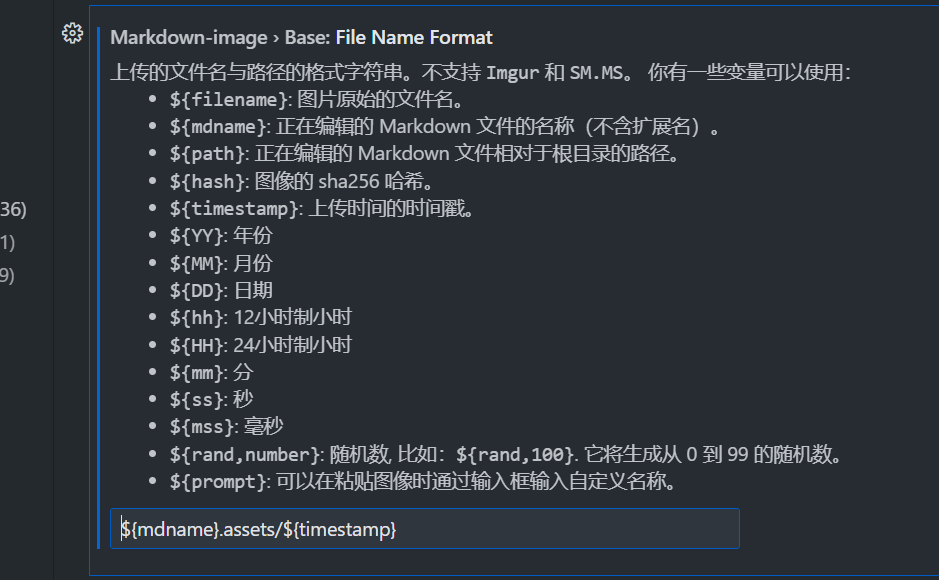 Markdown-image › Base: File Name Format
上传的文件名与路径的格式字符串。不支持 Imgur 和 SM.MS。 你有一些变量可以使用：
• ${filename}: 图片原始的文件名。
• ${mdname}: 正在编辑的 Markdown 文件的名称（不含扩展名）。
• ${path}: 正在编辑的 Markdown 文件相对于根目录的路径。
• ${hash}: 图像的 sha256 哈希。
36)
• ${timestamp}: 上传时间的时间戳。
1)
• ${YY}: 年份
• ${MM}: 月份
9)
• ${DD}: 日期
• ${hh}: 12小时制小时
• ${HH}: 24小时制小时
• ${mm}: 分
• ${ss}: 秒
• ${mss}: 毫秒
• ${rand,number}: 随机数, 比如： ${rand,100}. 它将生成从 0 到 99 的随机数。
• ${prompt}: 可以在粘贴图像时通过输入框输入自定义名称。
${mdname}.assets/${timestamp}